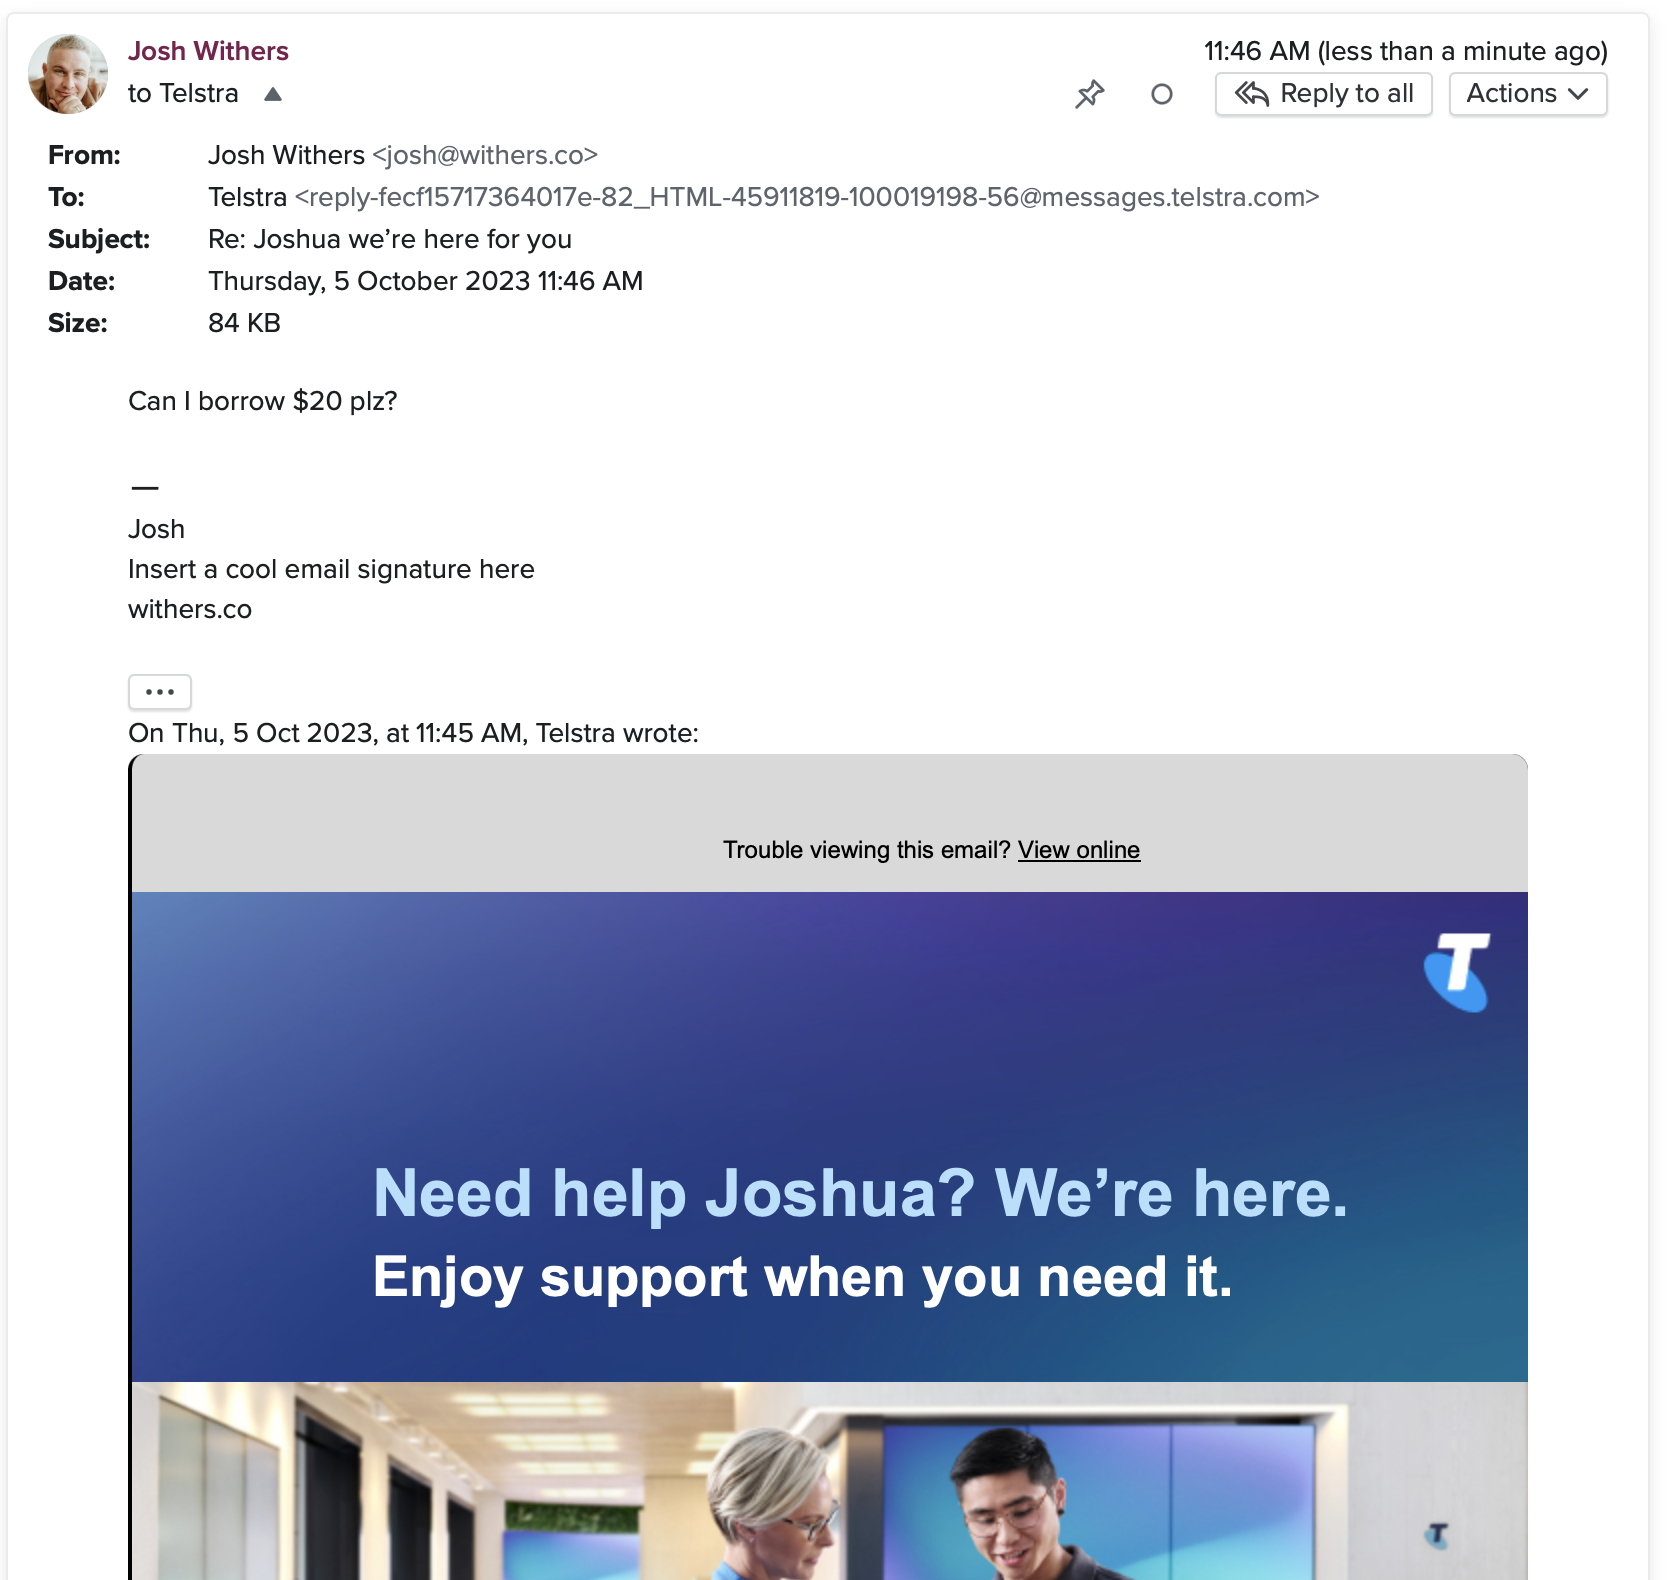 Josh Withers
11:46 AM (less than a minute ago)
to Telstra
Reply to all
Actions
From: Josh Withers <josh@withers.co>
To: Telstra <reply-fecf15717364017e-82_HTML-45911819-100019198-56@messages.telstra.com>
Subject: Re: Joshua we’re here for you
Date: Thursday, 5 October 2023 11:46 AM
Size: 84 KB
Can I borrow $20 plz?
—
Josh
Insert a cool email signature here
withers.co
•••
On Thu, 5 Oct 2023, at 11:45 AM, Telstra wrote:
Trouble viewing this email? View online
T
Need help Joshua? We’re here.
Enjoy support when you need it.
T